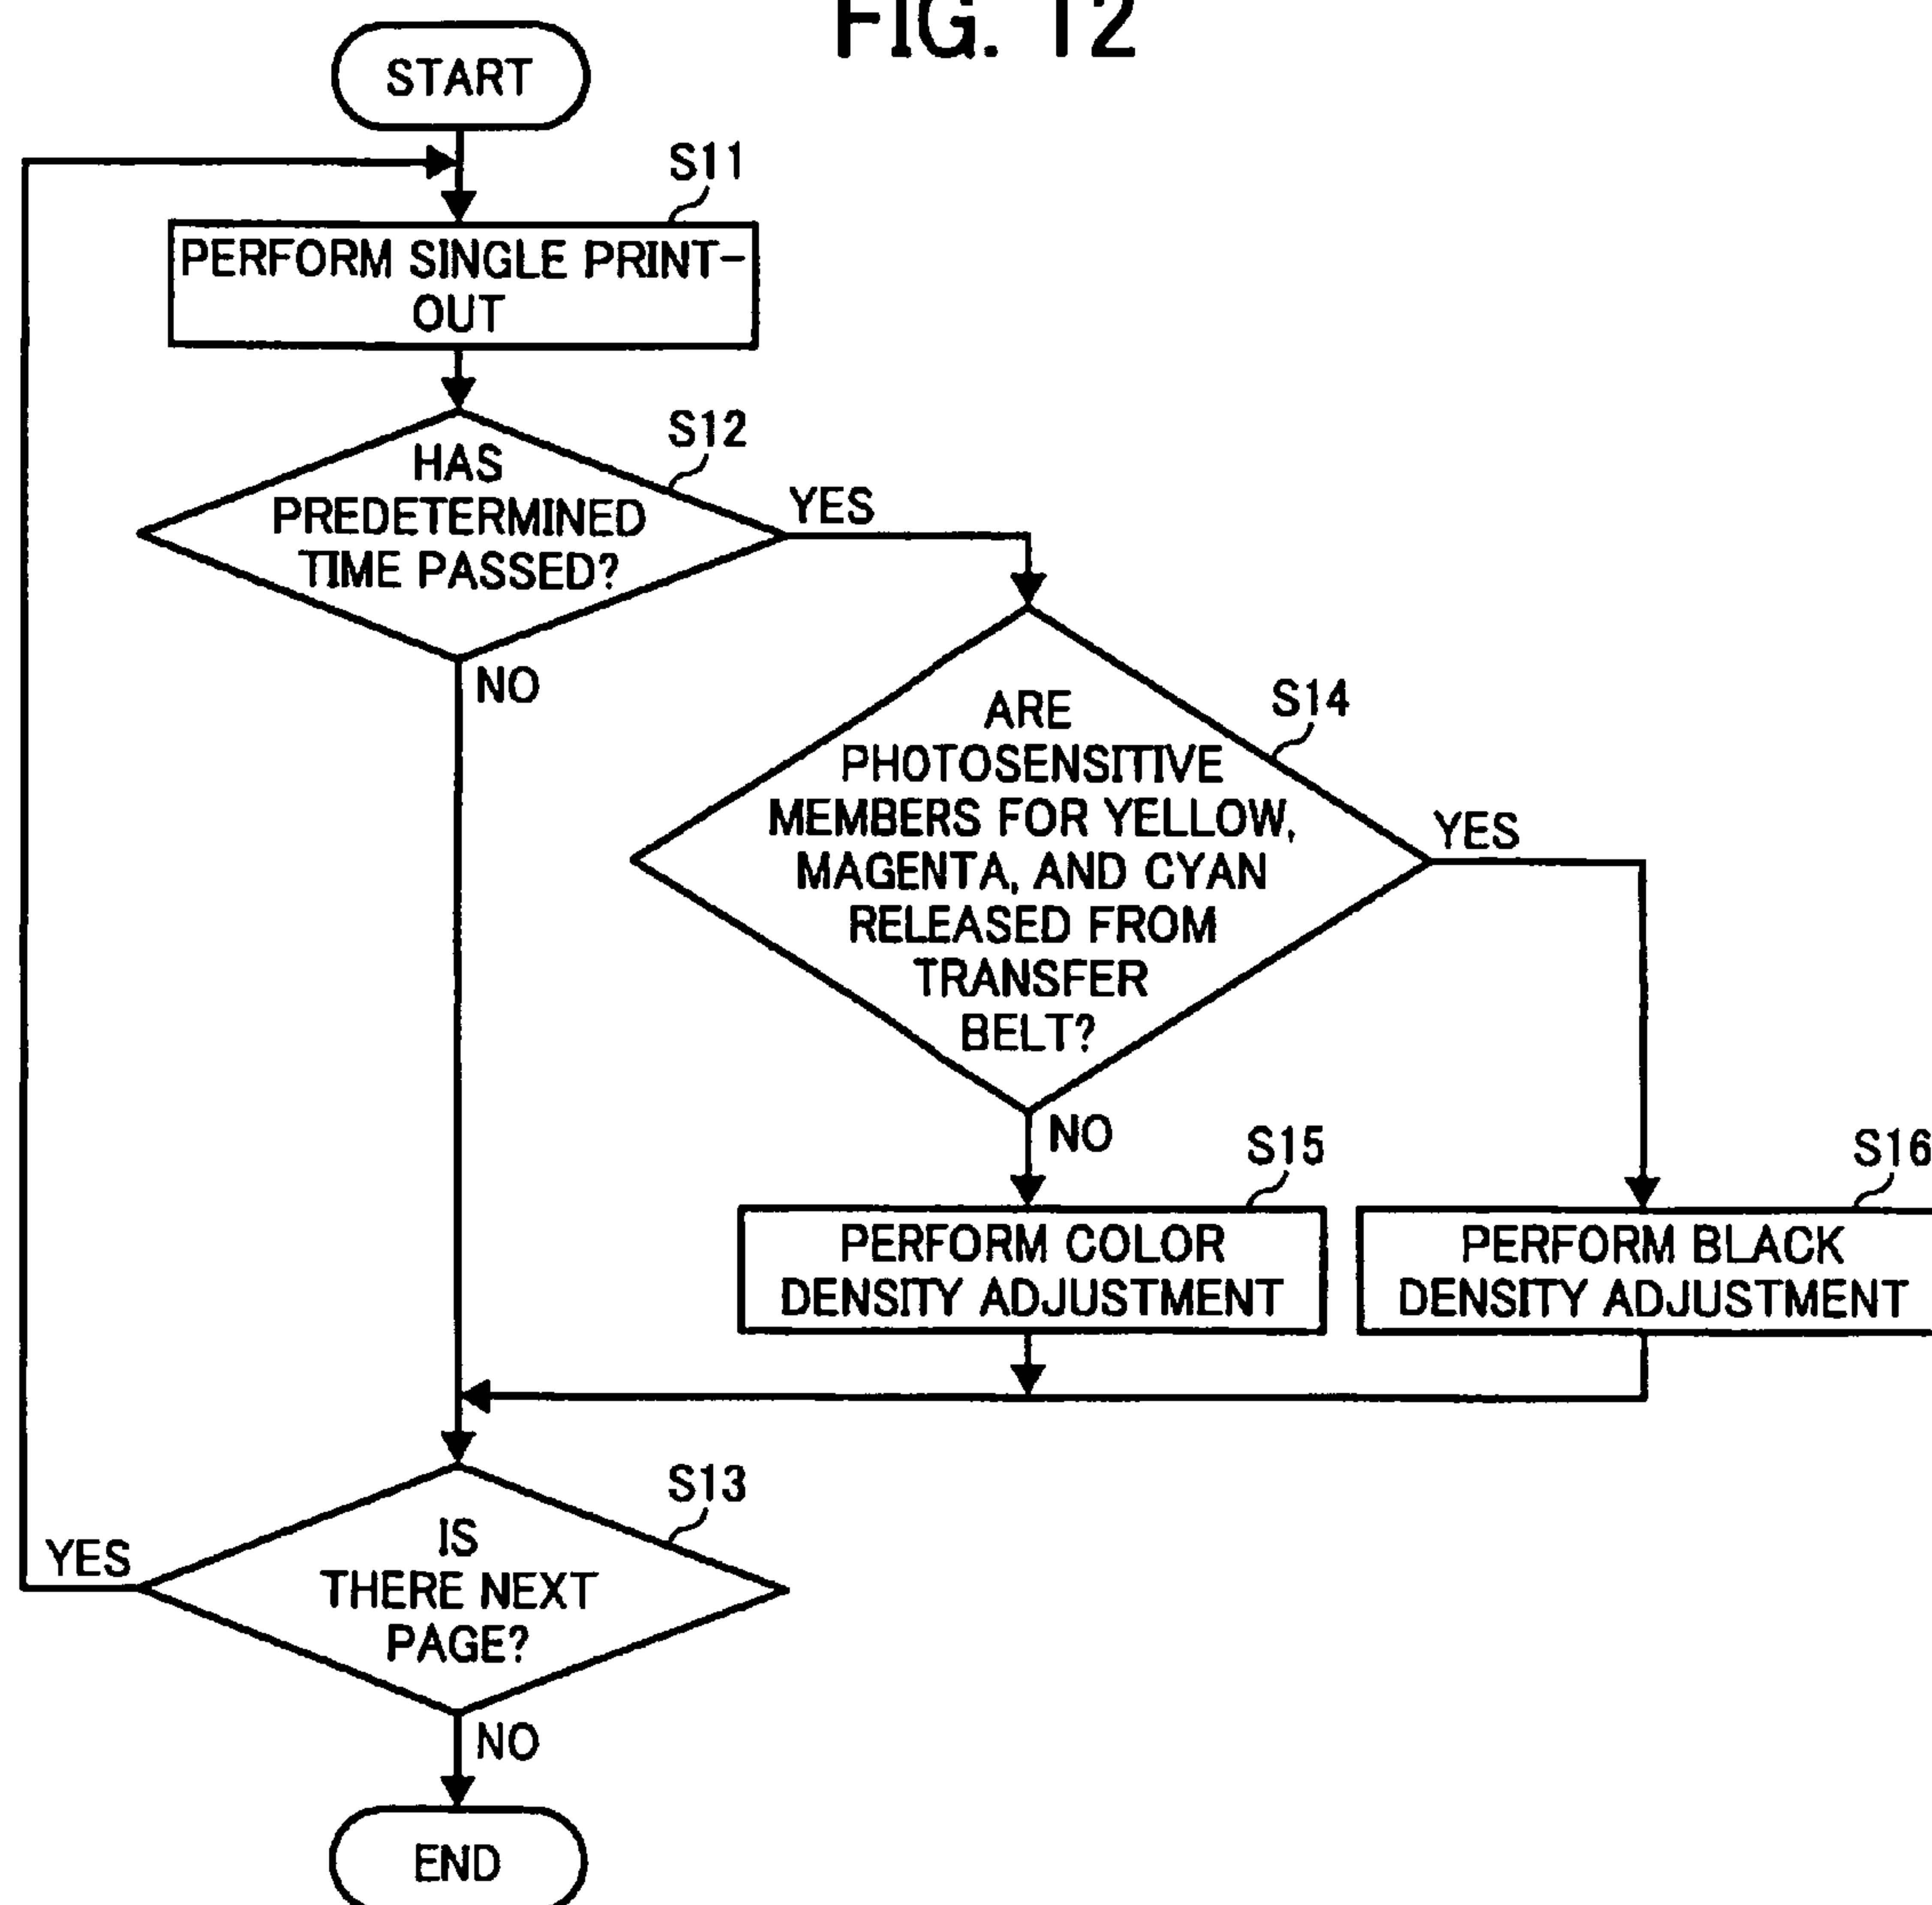 FIG. 12
START
S11
PERFORM SINGLE PRINT-
OUT
S12
HAS
PREDETERMINED
TIME PASSED?
YES
NO
S14
ARE
PHOTOSENSITIVE
MEMBERS FOR YELLOW,
MAGENTA, AND CYAN
RELEASED FROM
TRANSFER
BELT?
YES
NO
S15
PERFORM COLOR
DENSITY ADJUSTMENT
S16
PERFORM BLACK
DENSITY ADJUSTMENT
S13
IS
THERE NEXT
PAGE?
YES
NO
END